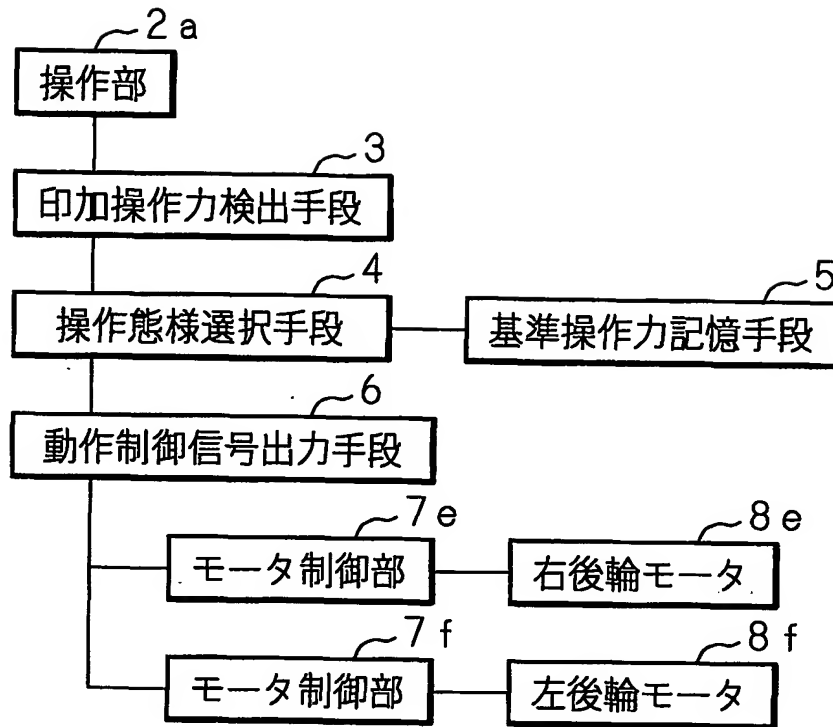 2a
操作部
3
印加操作力検出手段
4
操作態様選択手段
5
基準操作力記憶手段
6
動作制御信号出力手段
7e
モータ制御部
8e
右後輪モータ
7f
モータ制御部
8f
左後輪モータ